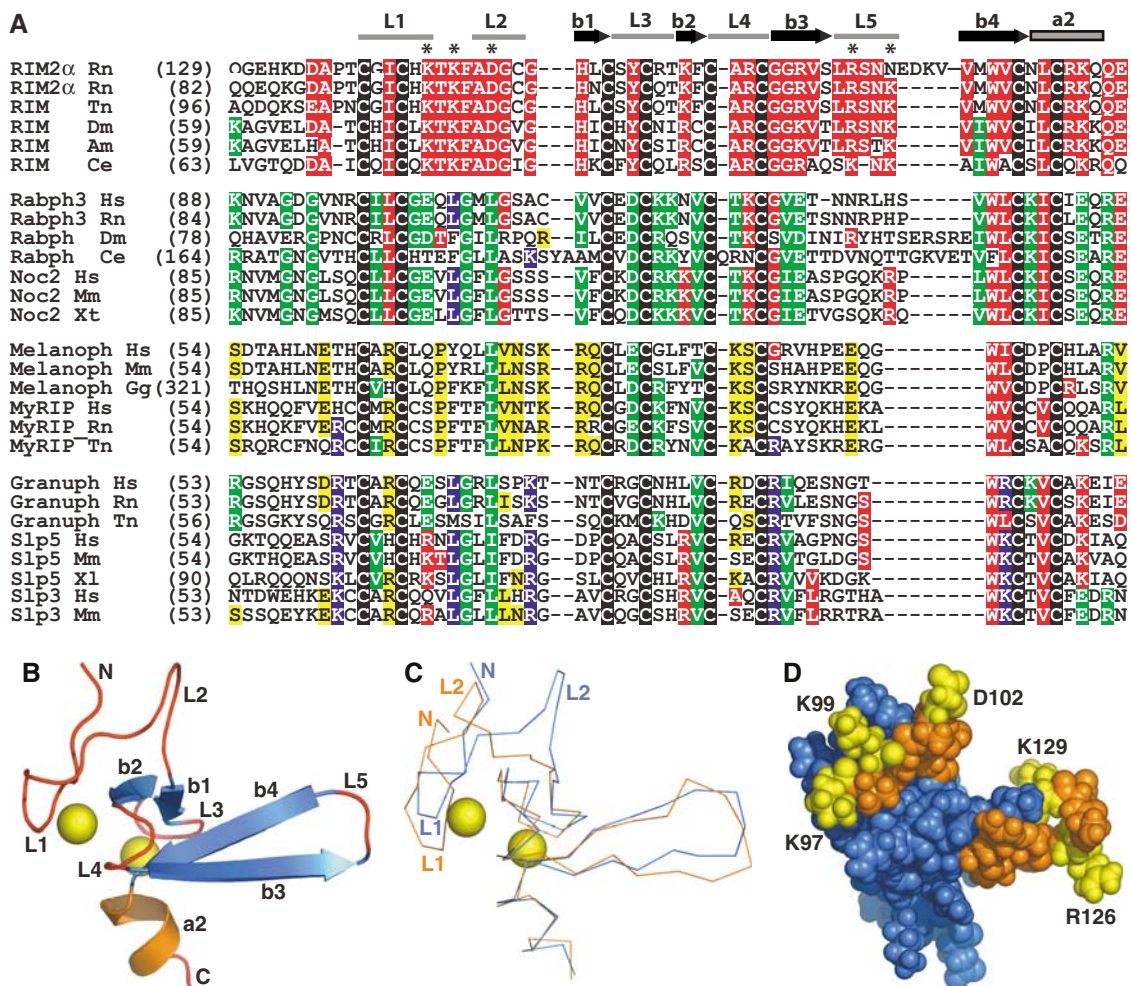 A
L1 L2 b1 L3 b2 L4 b3 L5 b4 a2
* * * * *
RIM2α Rn (129) QGEHKDDAPTCGICHKTKFADGCG---HLCSYCRTKFC-ARCGGRVSLRSNNEDKV--VMWVCNLCRKQQE
RIM2α Rn (82) QQEQKGDAPTCGICHKTKFADGCG---HNCSYCQTKFC-ARCGGRVSLRSNK------VMWVCNLCRKQQE
RIM Tn (96) AQDQKSEAPNCGICHKTKFADGCG---HLCSYCQTKFC-ARCGGRVSLRSNK------VMWVCNLCRKQQE
RIM Dm (59) KAGVELDA-TCHICLKTKFADGVG---HICHYCNIRCC-ARCGGKVTLRSNK------VIWVCILCRKKQE
RIM Am (59) KAGVELHA-TCHICLKTKFADGVG---HICNYCSIRCC-ARCGGKVTLRSTK------VIWVCILCRKKQE
RIM Ce (63) LVGTQDDA-ICQICQKTKFADGIG---HKCFYCQLRSC-ARCGGRAQSK-NK------AIWACSLCQKRQQ
Rabph3 Hs (88) KNVAGDGVNRCILCGEQLGMLGSAC---VVCEDCKKNVC-TKCGVET-NNRLHS------VWLCKICIEQRE
Rabph3 Rn (84) KNVAGDGVNRCILCGEQLGMLGSAC---VVCEDCKKNVC-TKCGVETSNNRPHP------VWLCKICLEQRE
Rabph Dm (78) QHAVERGPNCCRLCGDTFGILRPQR---ILCEDCRQSVC-TKCSVDINIRYHTSERSREIWLCKICSETRE
Rabph Ce (164) RRATGNGVTHCLLCHTEFGLLASKSYAAMCVDCRKYVCQRNCGVETTDVNQTTGKVETVFLCKICSEARE
Noc2 Hs (85) RNVMGNGLSQCLLCGEVLGFLGSSS---VFCKDCRKKVC-TKCGIEASPGQKRP------LWLCKICSEQRE
Noc2 Mm (85) RNVMGNGLSQCLLCGEVLGFLGSSS---VFCKDCRKKVC-TKCGIEASPGQKRP------LWLCKICSEQRE
Noc2 Xt (85) KNVMGNGMSQCLLCGELLGFLGTTS---VFCEDCKKKVC-TKCGIETVGSQKRQ------VWLCKICSEQRE
Melanoph Hs (54) SDTAHLNETHCARCLQPYQLLVNSK---RQCLECGLFTC-KSCGRVHPEEQG---------WICDPCHLARV
Melanoph Mm (54) SDTAHLNETHCARCLQPYRLLLNSR---RQCLECSLFVC-KSCSHAHPEEQG---------WLCDPCHLARV
Melanoph Gg(321) THQSHLNETHCVHCLQPFKFLVNSK---RQCLDCRFYTC-KSCSRYNKREQG---------WVCDPCRLSRV
MyRIP Hs (54) SKHQQFVEHCCMRCCSPFTFLVNTK---RQCGDCKFNVC-KSCCSYQKHEKA---------WVCCVCQQARL
MyRIP Rn (54) SKHQKFVERCCMRCCSPFTFLVNAR---RRCGECKFSVC-KSCCSYQKHEKL---------WVCCVCQQARL
MyRIP Tn (54) SRQRCFNQRCCIRCCSPFTFLLNPK---RQCRDCRYNVC-KACRAYSKRERG---------WLCSACQKSRL
Granuph Hs (53) RGSQHYSDRTCARCQESLGRLSPKT---NTCRGCNHLVC-RDCRIQESNGT----------WRCKVCAKEIE
Granuph Rn (53) RGSQHYSDRTCARCQEGLGRLISKS---NTCVGCNHLVC-RECRVLESNGS----------WRCKVCAKEIE
Granuph Tn (56) RGSGKYSQRSCGRCLESMSILSAFS---SQCKMCKHDVC-QSCRTVFSNGS----------WLCSVCAKESD
Slp5 Hs (54) GKTQQEASRVCVHCHRNLGLIFDRG---DPCQACSLRVC-RECRVAGPNGS----------WKCTVCDKIAQ
Slp5 Mm (54) GKTHQEASRVCVHCHKTLGLIFDRG---DPCQACSLRVC-SECRVTGLDGS----------WKCTVCAKVAQ
Slp5 Xl (90) QLRQQQNSKLCVRCRKSLGLIFNRG---SLCQVCHLRVC-KACRVVVKDGK----------WKCTVCAKIAQ
Slp3 Hs (53) NTDWEHKEKCCARCQQVLGFLLHRG---AVCRGCSHRVC-AQCRVFLRGTHA---------WKCTVCFEDRN
Slp3 Mm (53) SSSQEYKEKCCARCQRALGLLLNRG---AVCQGCSHRVC-SECRVFLRRTRA---------WKCTVCFEDRN
B
N
L2
b2
b1
b4
L3
L5
L1
L4
b3
a2
C
C
L2
N
L2
N
L1
L1
D
K99
D102
K129
K97
R126